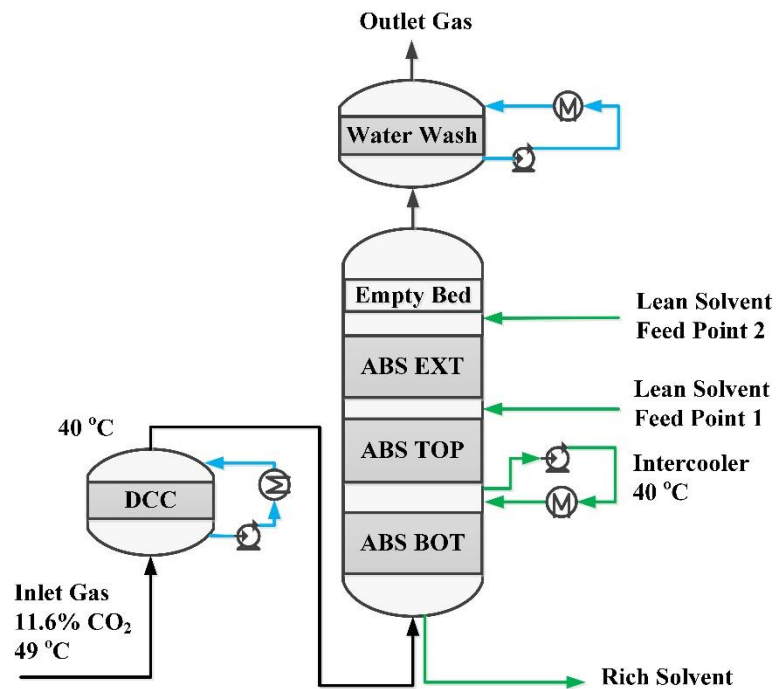 Outlet Gas
Water Wash
Empty Bed
Lean Solvent
Feed Point 2
ABS EXT
Lean Solvent
Feed Point 1
40 °C
ABS TOP
Intercooler
40 °C
DCC
ABS BOT
Inlet Gas
11.6% CO₂
49 °C
Rich Solvent